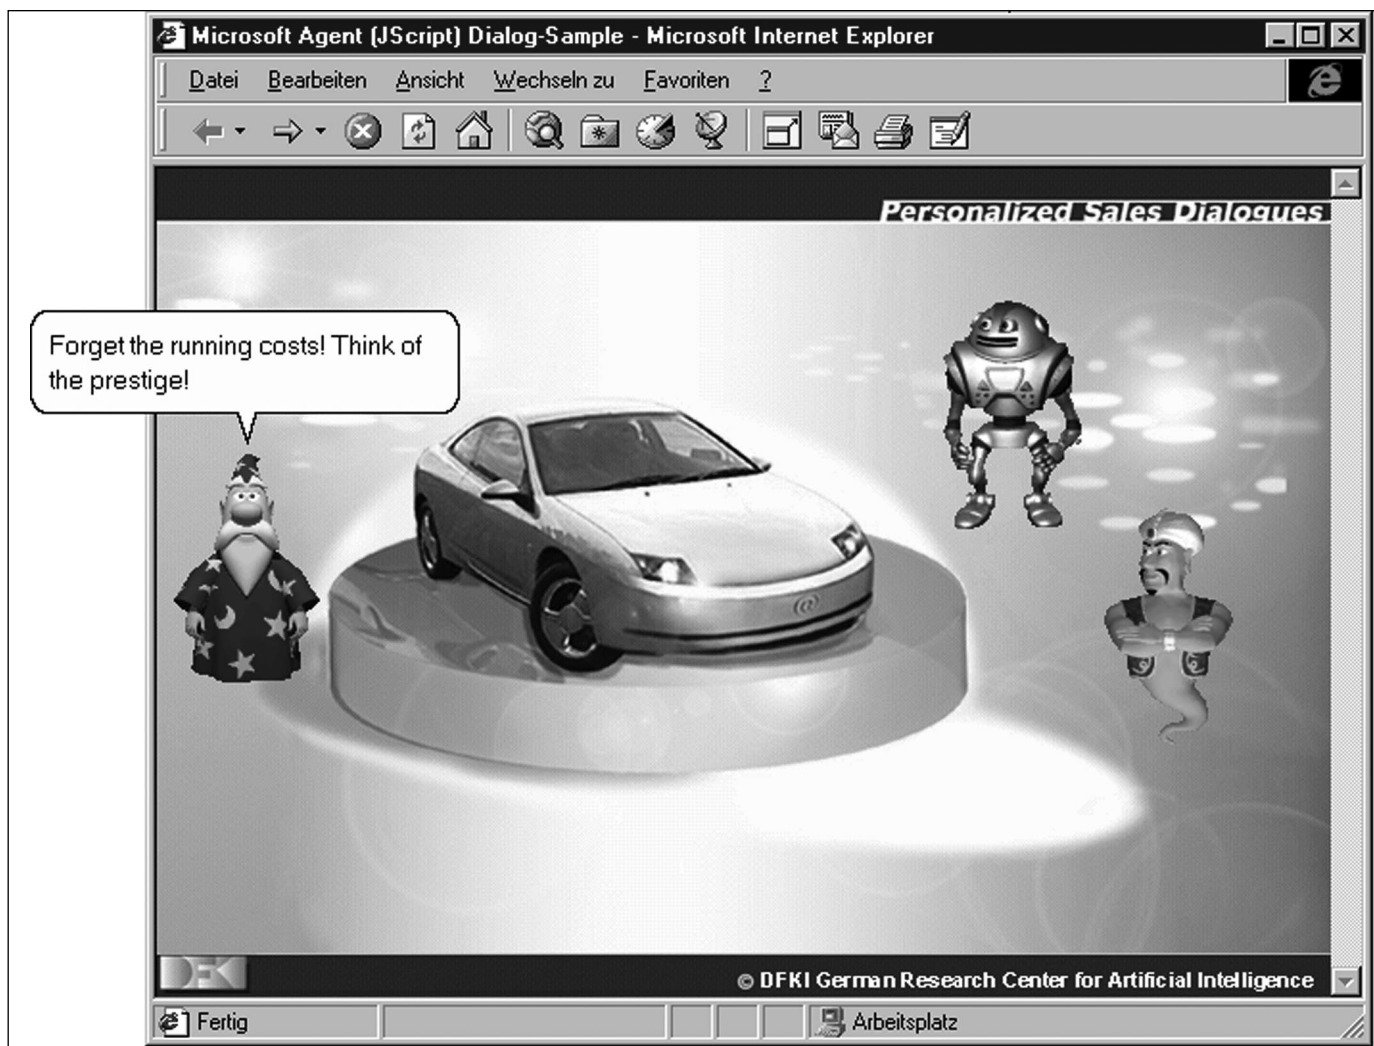 Microsoft Agent (JScript) Dialog-Sample - Microsoft Internet Explorer
Datei Bearbeiten Ansicht Wechseln zu Favoriten ?
Personalized Sales Dialogues
Forget the running costs! Think of
the prestige!
@
DFKI
© DFKI German Research Center for Artificial Intelligence
Fertig
Arbeitsplatz